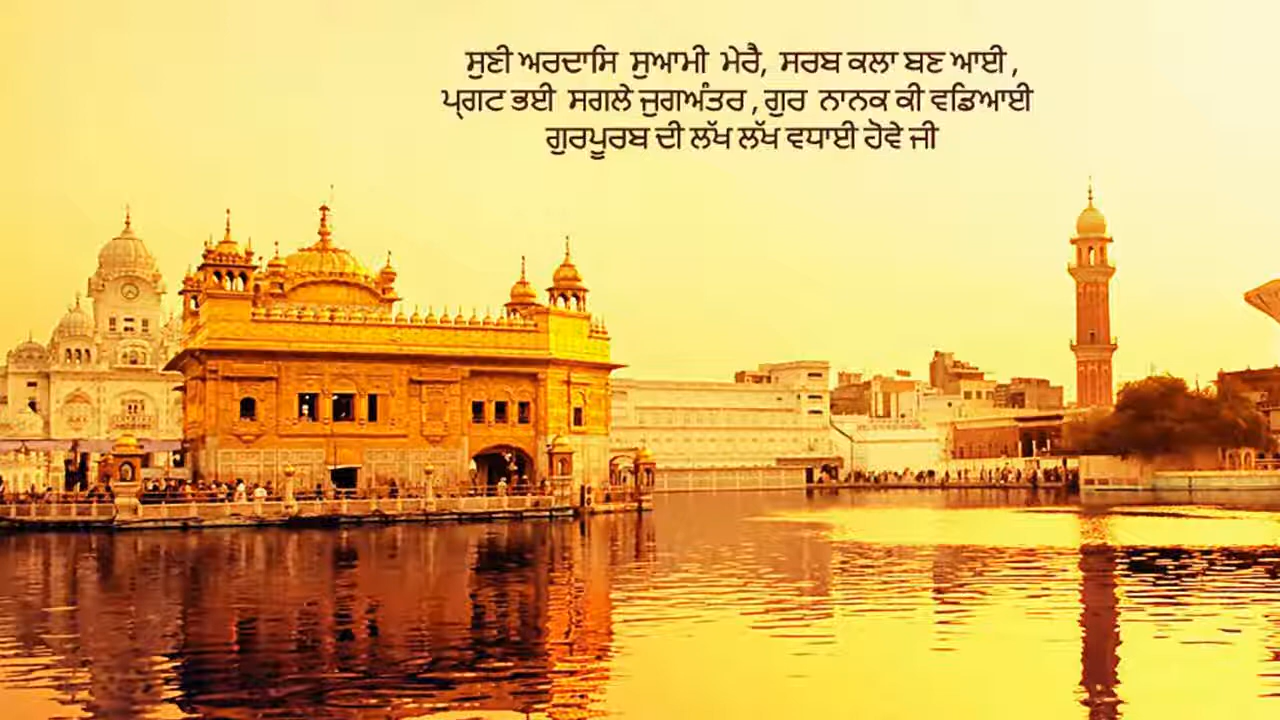 ਸੁਣੀ ਅਰਦਾਸਿ ਸੁਆਮੀ ਮੇਰੈ, ਸਰਬ ਕਲਾ ਬਣ ਆਈ ,
ਪ੍ਰਗਟ ਭਈ ਸਗਲੇ ਜੁਗਅੰਤਰ , ਗੁਰ ਨਾਨਕ ਕੀ ਵਡਿਆਈ
ਗੁਰਪੂਰਬ ਦੀ ਲੱਖ ਲੱਖ ਵਧਾਈ ਹੋਵੇ ਜੀ